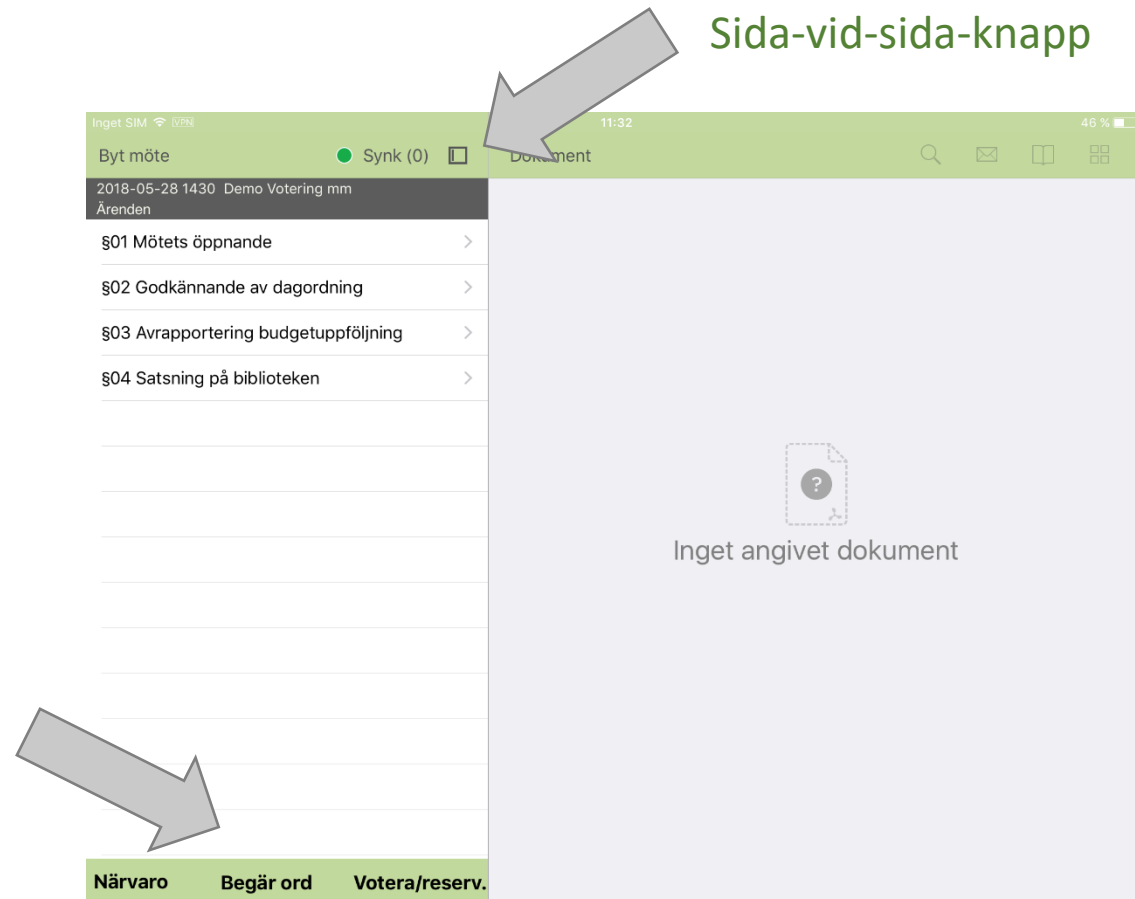 Sida-vid-sida-knapp
Inget SIM VPN 11:32 46 %
Byt möte Synk (0) Dokument
2018-05-28 1430 Demo Votering mm
Ärenden
§01 Mötets öppnande
§02 Godkännande av dagordning
§03 Avrapportering budgetuppföljning
§04 Satsning på biblioteken
?
Inget angivet dokument
Närvaro Begär ord Votera/reserv.